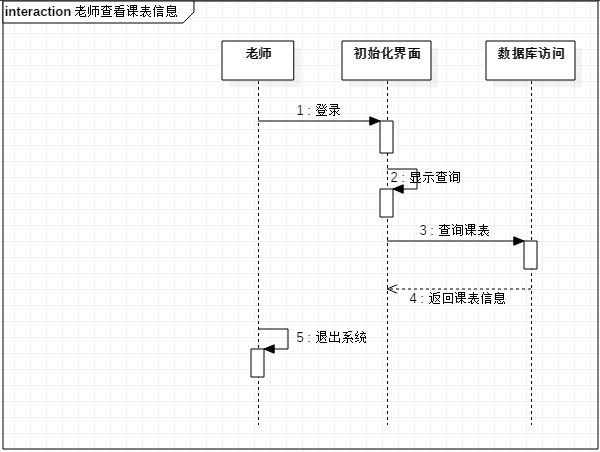 interaction 老师查看课表信息
老师
初始化界面
数据库访问
1 : 登录
2 : 显示查询
3 : 查询课表
4 : 返回课表信息
5 : 退出系统